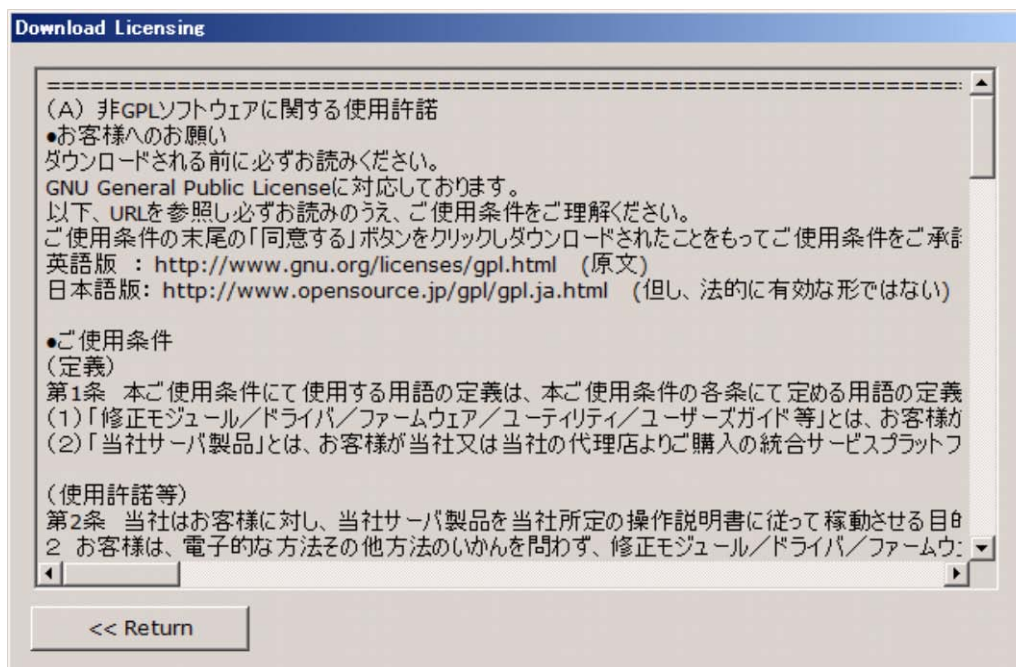 Download Licensing
===============================================================
(A) 非GPLソフトウェアに関する使用許諾
●お客様へのお願い
ダウンロードされる前に必ずお読みください。
GNU General Public Licenseに対応しております。
以下、URLを参照し必ずお読みのうえ、ご使用条件をご理解ください。
ご使用条件の末尾の「同意する」ボタンをクリックしダウンロードされたことをもってご使用条件をご承
英語版 : http://www.gnu.org/licenses/gpl.html (原文)
日本語版: http://www.opensource.jp/gpl/gpl.ja.html (但し、法的に有効な形ではない)
●ご使用条件
(定義)
第1条 本ご使用条件にて使用する用語の定義は、本ご使用条件の各条にて定める用語の定義
(1)「修正モジュール/ドライバ/ファームウェア/ユーティリティ/ユーザーズガイド等」とは、お客様が
(2)「当社サーバ製品」とは、お客様が当社又は当社の代理店よりご購入の統合サービスプラットフ
(使用許諾等)
第2条 当社はお客様に対し、当社サーバ製品を当社所定の操作説明書に従って稼動させる目的
2 お客様は、電子的な方法その他方法のいかんを問わず、修正モジュール/ドライバ/ファームウ
<< Return